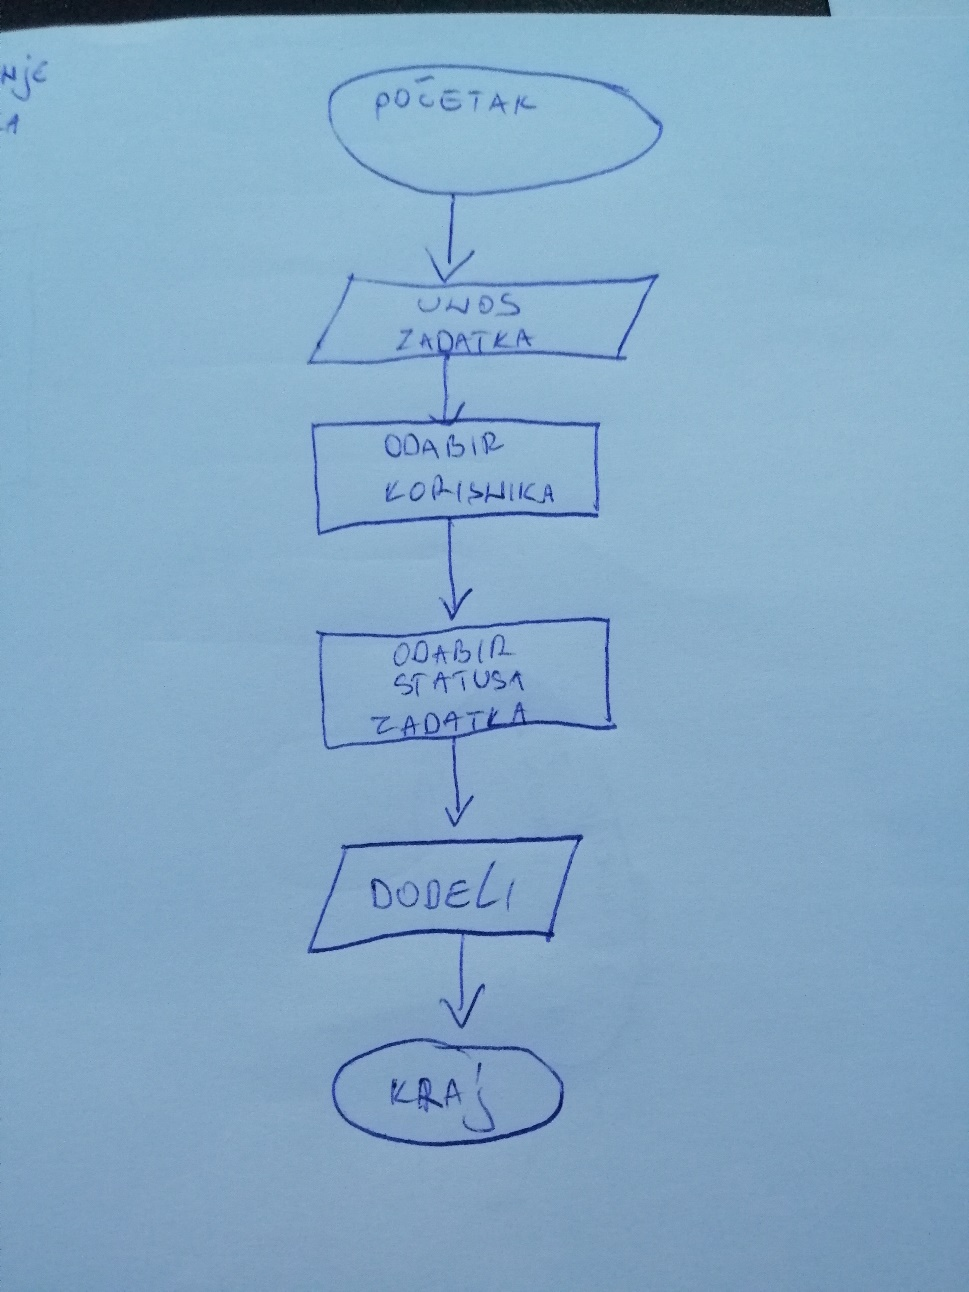 POČETAK
UNOS
ZADATKA
ODABIR
KORISNIKA
ODABIR
STATUSA
ZADATKA
DODELI
KRAj